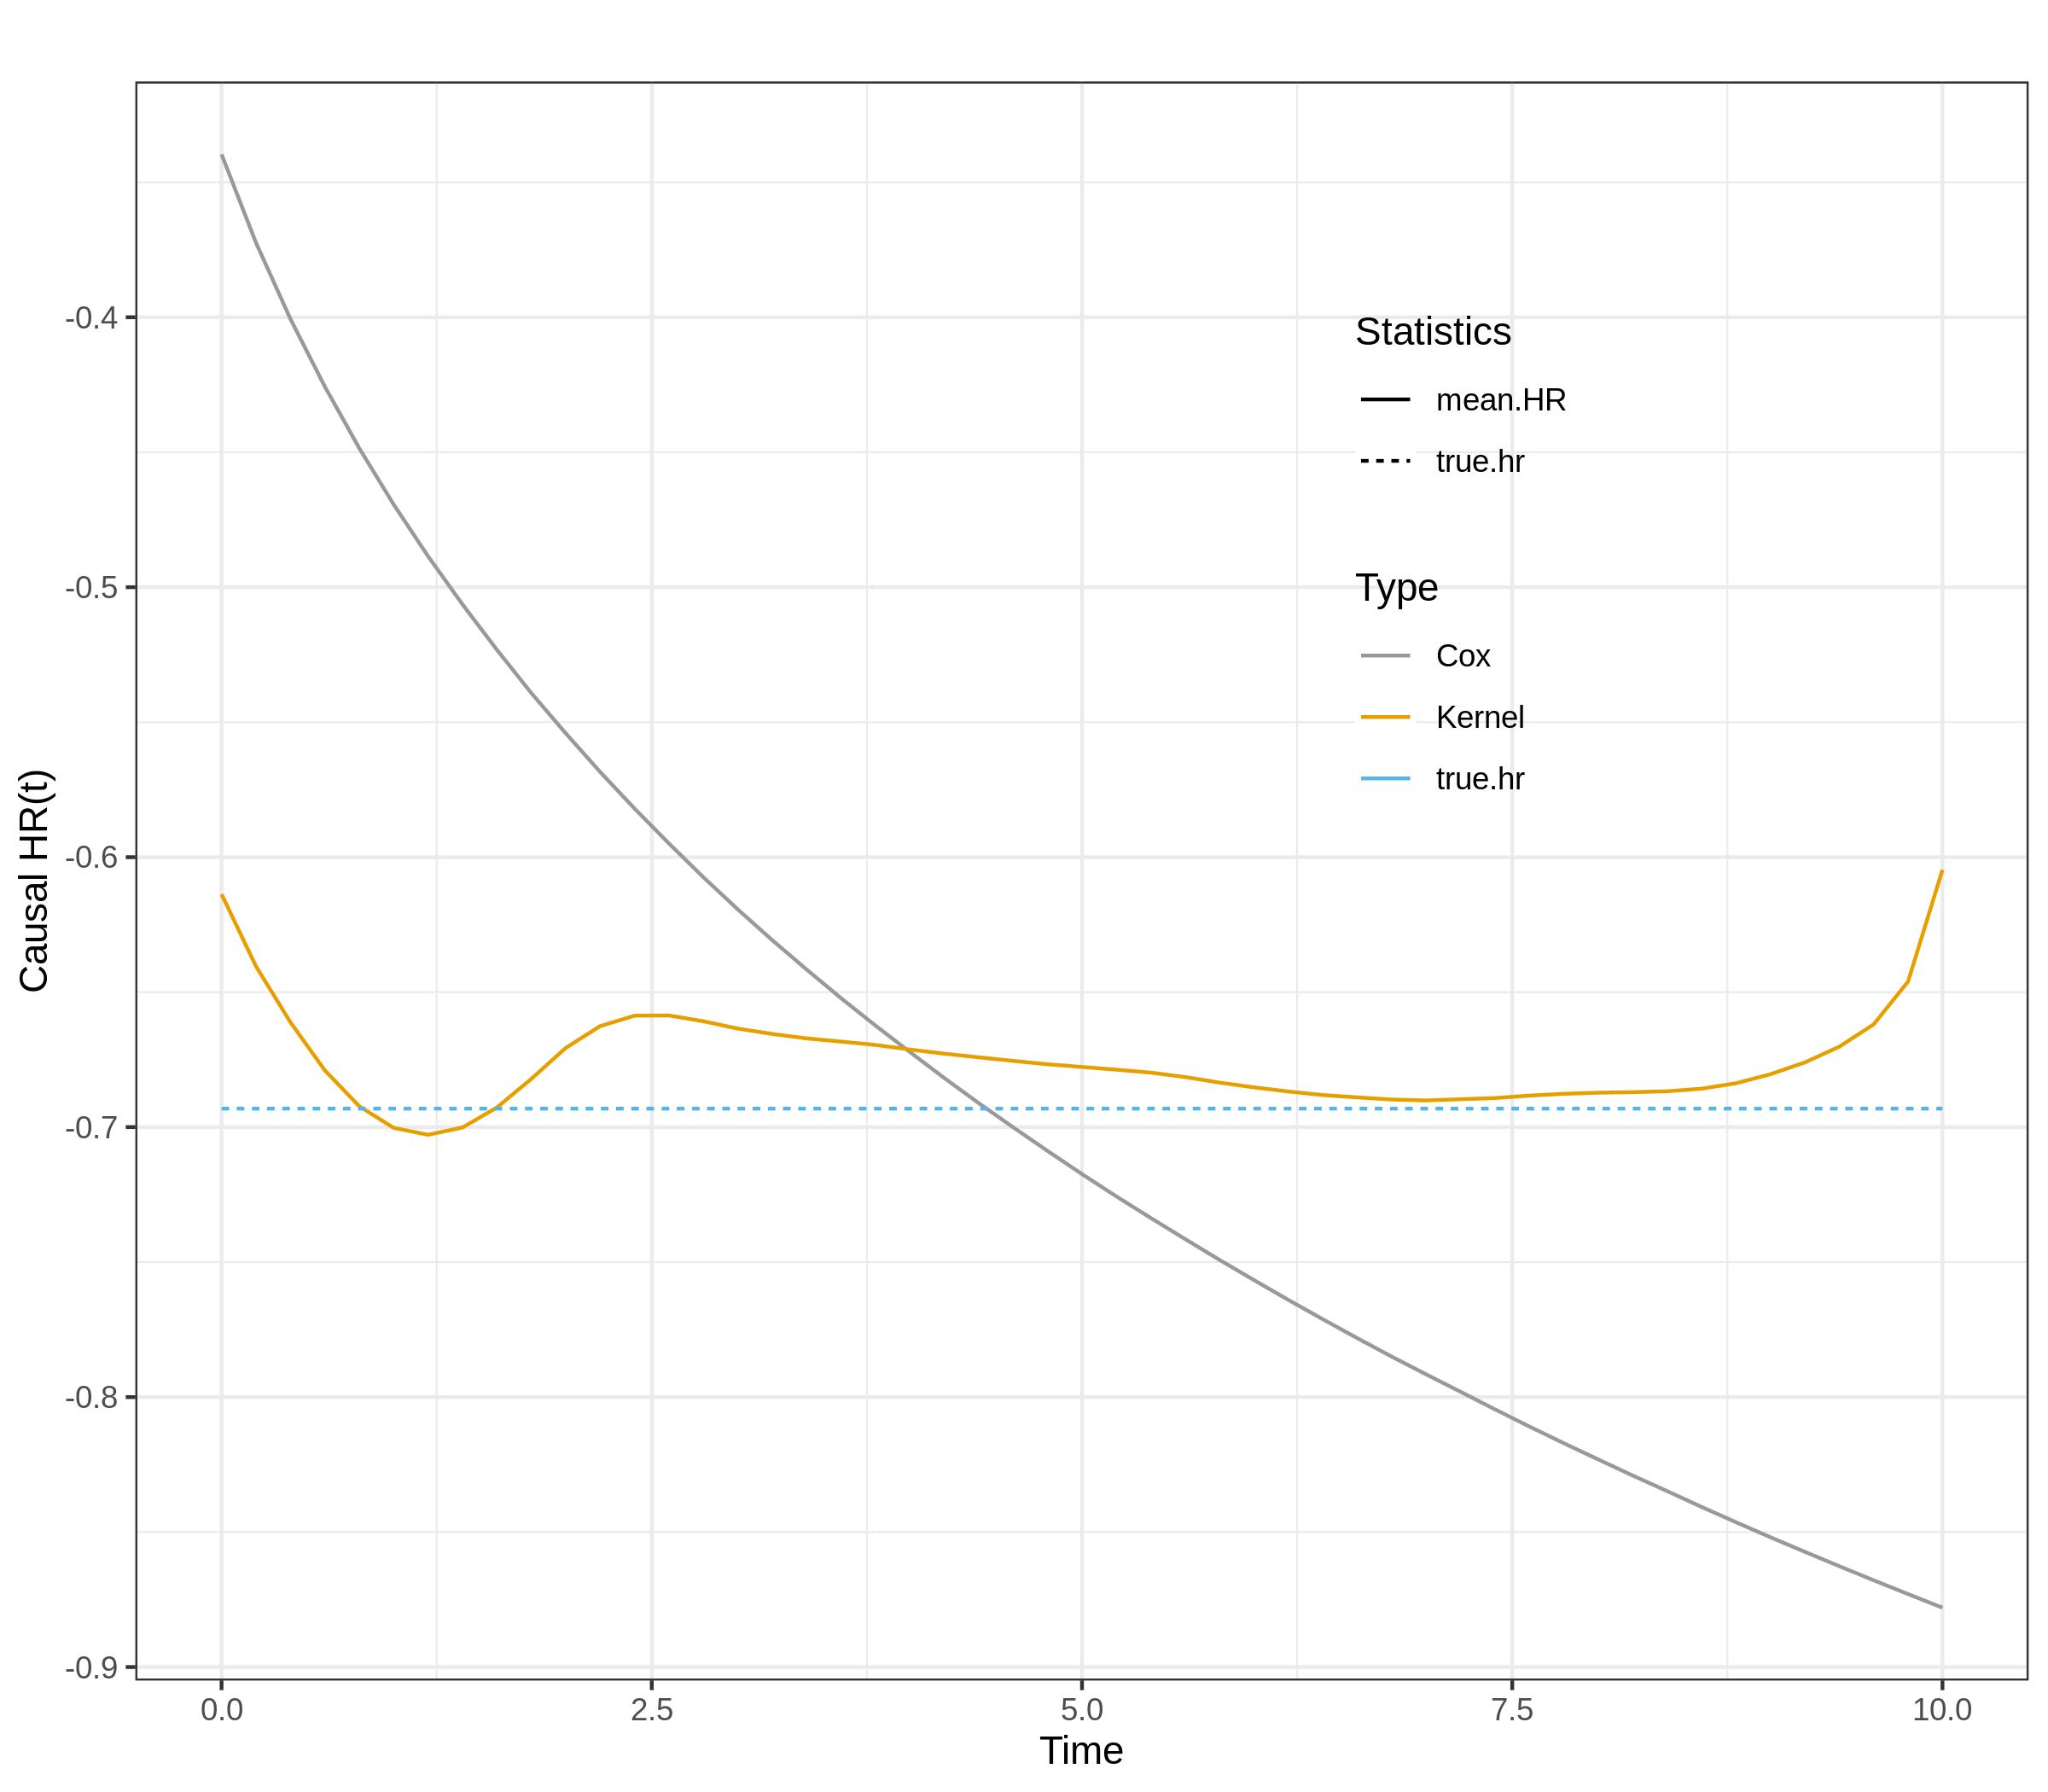 Statistics
mean.HR
true.hr
Type
Cox
Kernel
true.hr
Causal HR(t)
-0.4
-0.5
-0.6
-0.7
-0.8
-0.9
0.0
2.5
5.0
7.5
10.0
Time